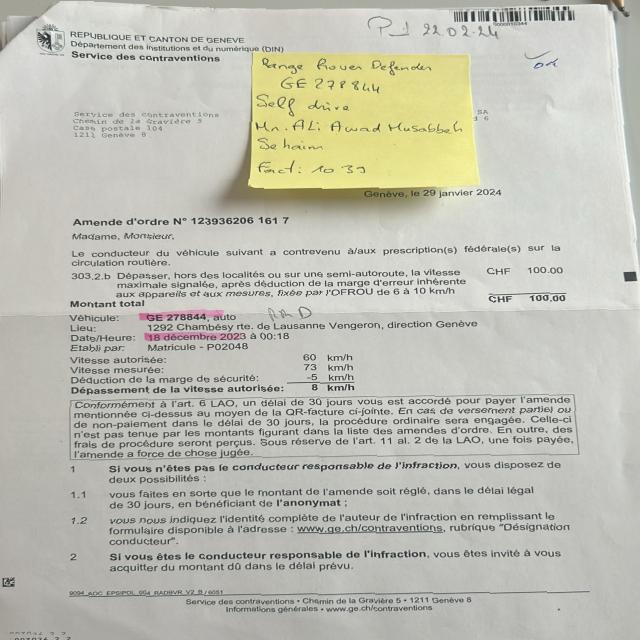 REPUBLIQUE ET CANTON DE GENEVE
Département des institutions et du numérique (DIN)
Service des contraventions
22 02.24
Range Rover Defender
GE 278844
Self drive
Mr. Ali Awad Musabbeh
Sehaim
Fact: 1039
Service des contraventions
Chemin de la Gravière 5
Case postale 104
1211 Genève 8
SA
Genève, le 29 janvier 2024
Amende d'ordre N° 123936206 161 7
Madame, Monsieur,
Le conducteur du véhicule suivant a contrevenu à/aux prescription(s) fédérale(s) sur la
circulation routière.
303.2.b Dépasser, hors des localités ou sur une semi-autoroute, la vitesse CHF 100.00
maximale signalée, après déduction de la marge d'erreur inhérente
aux appareils et aux mesures, fixée par l'OFROU de 6 à 10 km/h
Montant total CHF 100.00
Véhicule: GE 278844, auto
Lieu: 1292 Chambésy rte. de Lausanne Vengeron, direction Genève
Date/Heure: 18 décembre 2023 à 00:18
Etabli par: Matricule - P02048
Vitesse autorisée: 60 km/h
Vitesse mesurée: 73 km/h
Déduction de la marge de sécurité: -5 km/h
Dépassement de la vitesse autorisée: 8 km/h
Conformément à l'art. 6 LAO, un délai de 30 jours vous est accordé pour payer l'amende
mentionnée ci-dessus au moyen de la QR-facture ci-jointe. En cas de versement partiel ou
de non-paiement dans le délai de 30 jours, la procédure ordinaire sera engagée. Celle-ci
n'est pas tenue par les montants figurant dans la liste des amendes d'ordre. En outre, des
frais de procédure seront perçus. Sous réserve de l'art. 11 al. 2 de la LAO, une fois payée,
l'amende a force de chose jugée.
1 Si vous n'êtes pas le conducteur responsable de l'infraction, vous disposez de
deux possibilités :
1.1 vous faites en sorte que le montant de l'amende soit réglé, dans le délai légal
de 30 jours, en bénéficiant de l'anonymat ;
1.2 vous nous indiquez l'identité complète de l'auteur de l'infraction en remplissant le
formulaire disponible à l'adresse : www.ge.ch/contraventions, rubrique "Désignation
conducteur".
2 Si vous êtes le conducteur responsable de l'infraction, vous êtes invité à vous
acquitter du montant dû dans le délai prévu.
Service des contraventions • Chemin de la Gravière 5 • 1211 Genève 8
Informations générales • www.ge.ch/contraventions